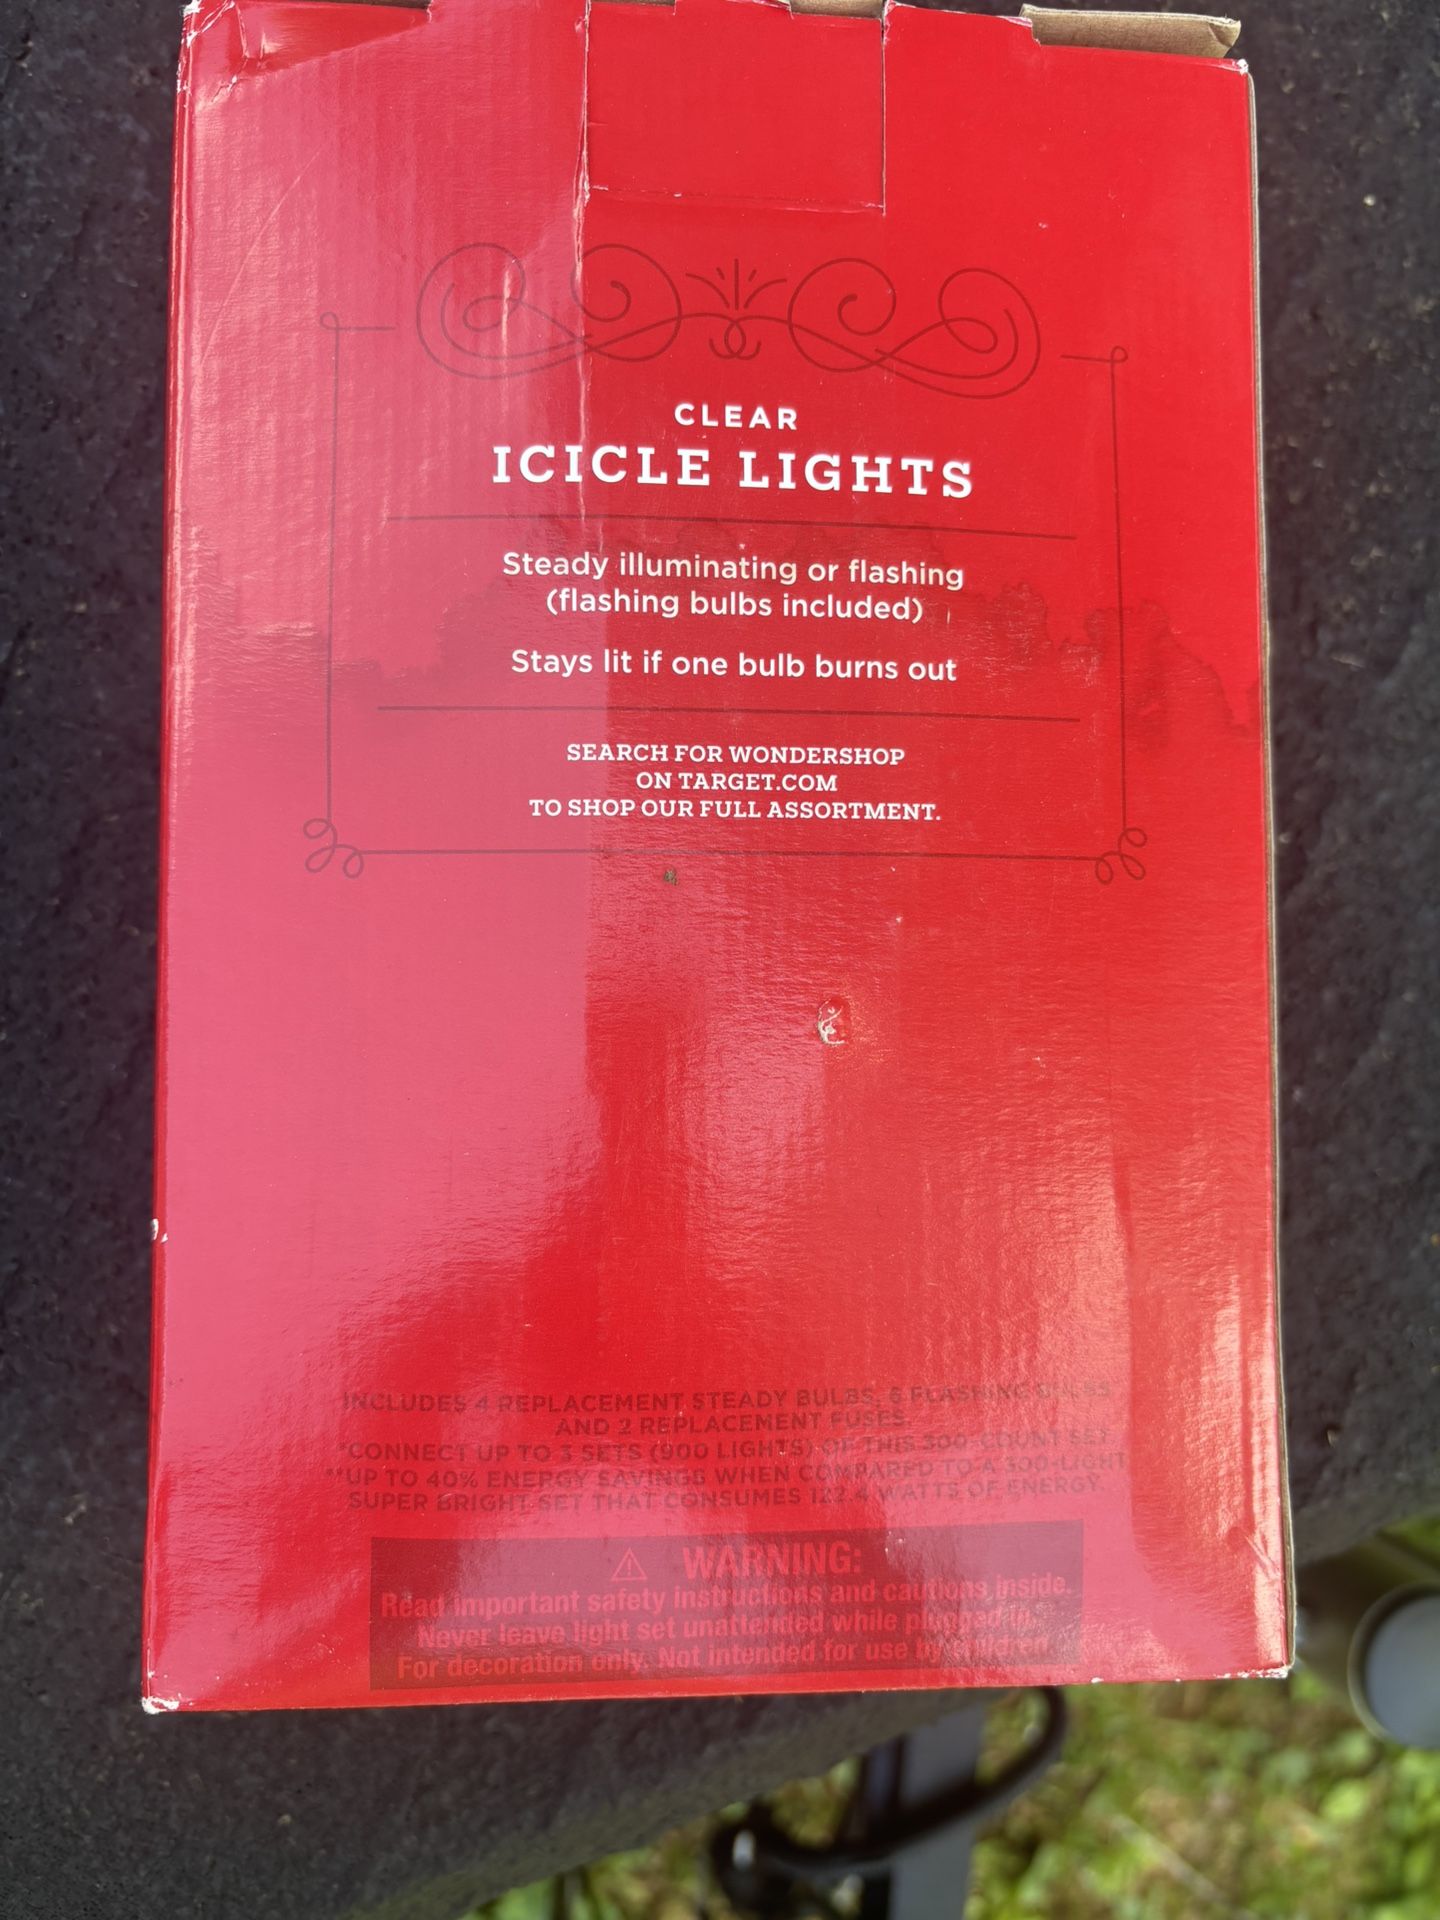 CLEAR
ICICLE LIGHTS
Steady illuminating or flashing
(flashing bulbs included)
Stays lit if one bulb burns out
SEARCH FOR WONDERSHOP
ON TARGET.COM
TO SHOP OUR FULL ASSORTMENT.
INCLUDES 4 REPLACEMENT STEADY BULBS, 6 FLASHING BULBS
AND 2 REPLACEMENT FUSES.
*CONNECT UP TO 3 SETS (900 LIGHTS) OF THIS 300-COUNT SET.
**UP TO 40% ENERGY SAVINGS WHEN COMPARED TO A 300-LIGHT
SUPER BRIGHT SET THAT CONSUMES 122.4 WATTS OF ENERGY.
⚠ WARNING:
Read important safety instructions and cautions inside.
Never leave light set unattended while plugged in.
For decoration only. Not intended for use by children.